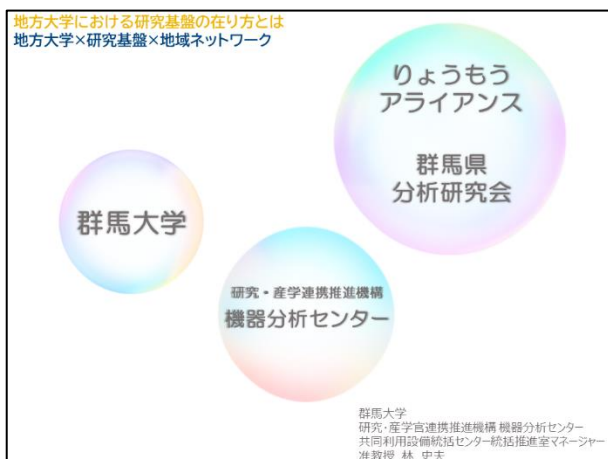 地方大学における研究基盤の在り方とは
地方大学×研究基盤×地域ネットワーク
りょうもう
アライアンス
群馬県
分析研究会
群馬大学
研究・産学連携推進機構
機器分析センター
群馬大学
研究・産学官連携推進機構 機器分析センター
共同利用設備統括センター統括推進室マネージャー
准教授 林 史夫